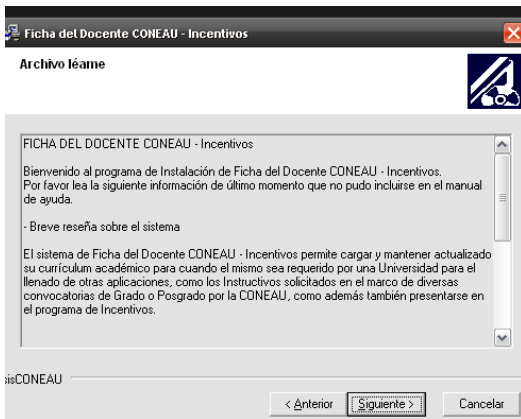 Ficha del Docente CONEAU - Incentivos
Archivo léame
FICHA DEL DOCENTE CONEAU - Incentivos
Bienvenido al programa de Instalación de Ficha del Docente CONEAU - Incentivos.
Por favor lea la siguiente información de último momento que no pudo incluirse en el manual
de ayuda.
- Breve reseña sobre el sistema
El sistema de Ficha del Docente CONEAU - Incentivos permite cargar y mantener actualizado
su currículum académico para cuando el mismo sea requerido por una Universidad para el
llenado de otras aplicaciones, como los Instructivos solicitados en el marco de diversas
convocatorias de Grado o Posgrado por la CONEAU, como además también presentarse en
el programa de Incentivos.
sisCONEAU
< Anterior Siguiente > Cancelar